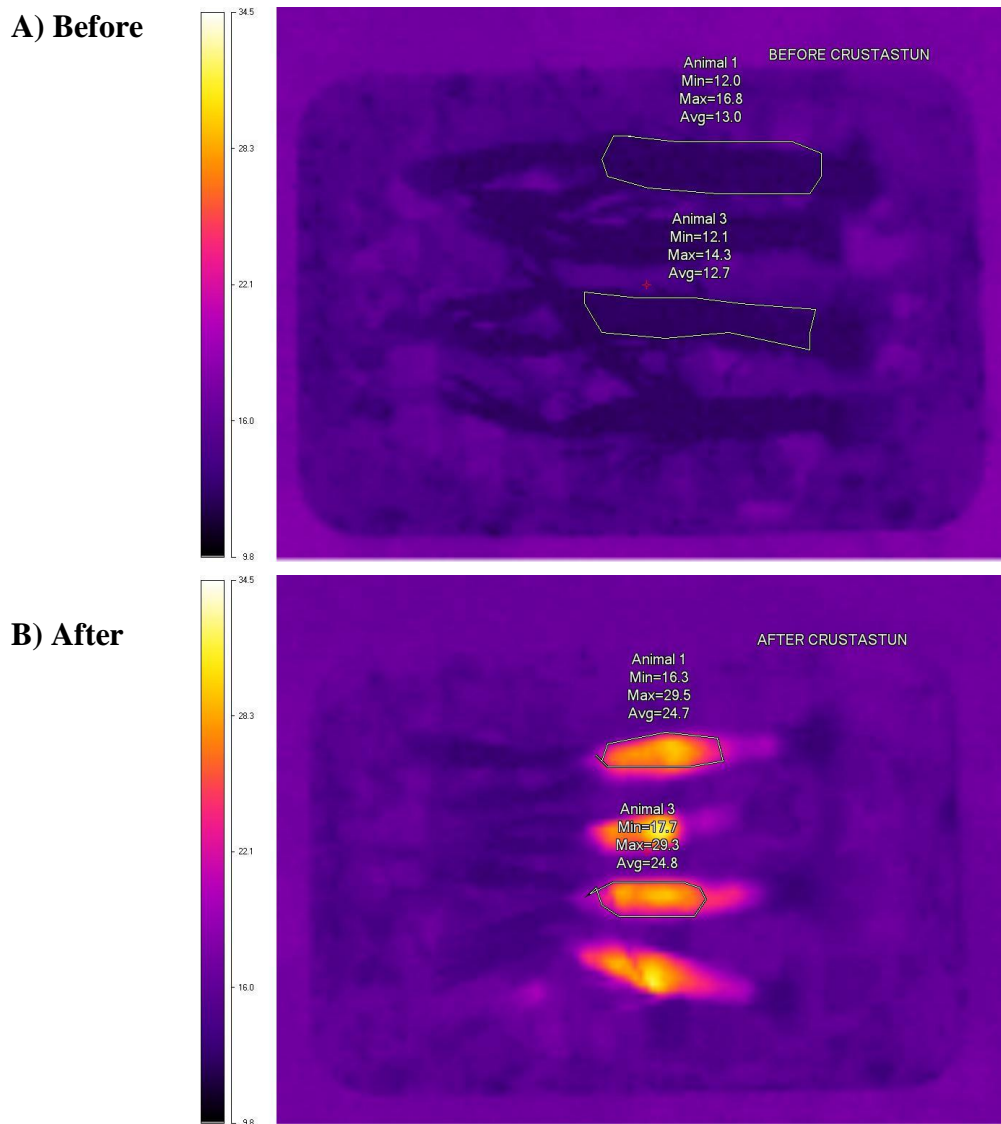 A) Before
34.5
28.3
22.1
16.0
9.8
BEFORE CRUSTASTUN
Animal 1
Min=12.0
Max=16.8
Avg=13.0
Animal 3
Min=12.1
Max=14.3
Avg=12.7
B) After
34.5
28.3
22.1
16.0
9.8
AFTER CRUSTASTUN
Animal 1
Min=16.3
Max=29.5
Avg=24.7
Animal 3
Min=17.7
Max=29.3
Avg=24.8